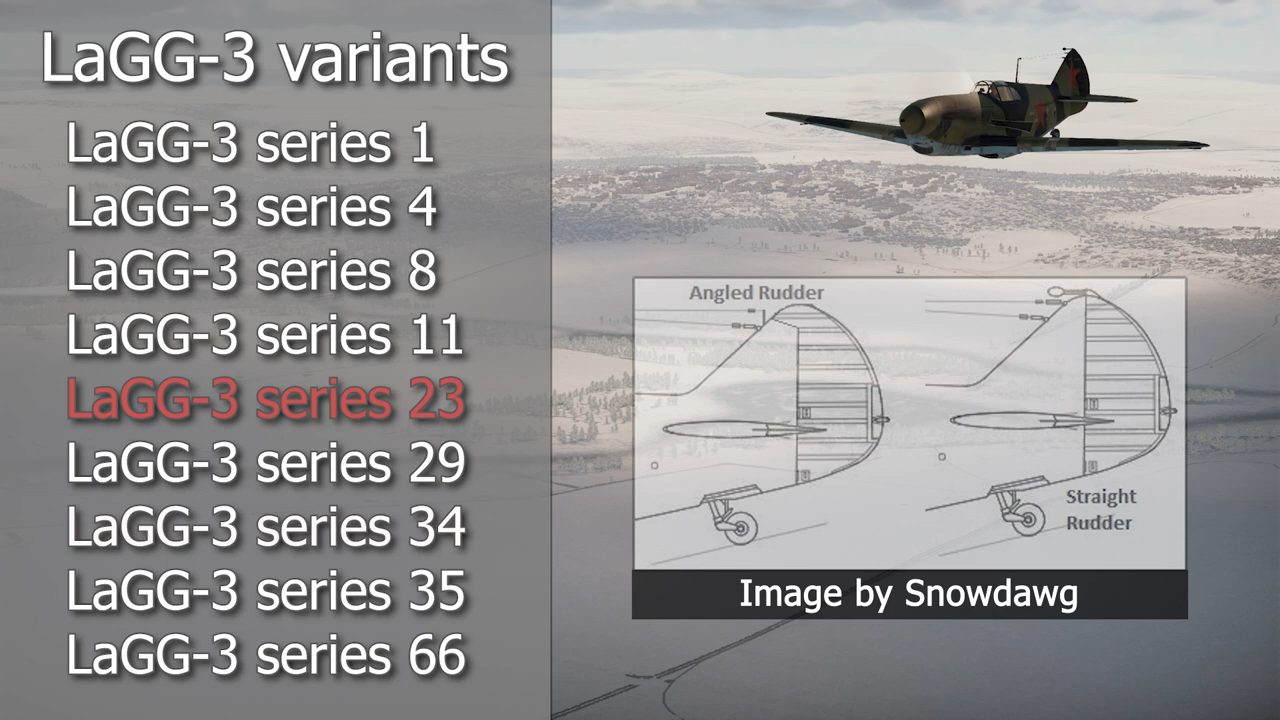 LaGG-3 variants
LaGG-3 series 1
LaGG-3 series 4
LaGG-3 series 8
LaGG-3 series 11
LaGG-3 series 23
LaGG-3 series 29
LaGG-3 series 34
LaGG-3 series 35
LaGG-3 series 66
Angled Rudder
Straight
Rudder
Image by Snowdawg